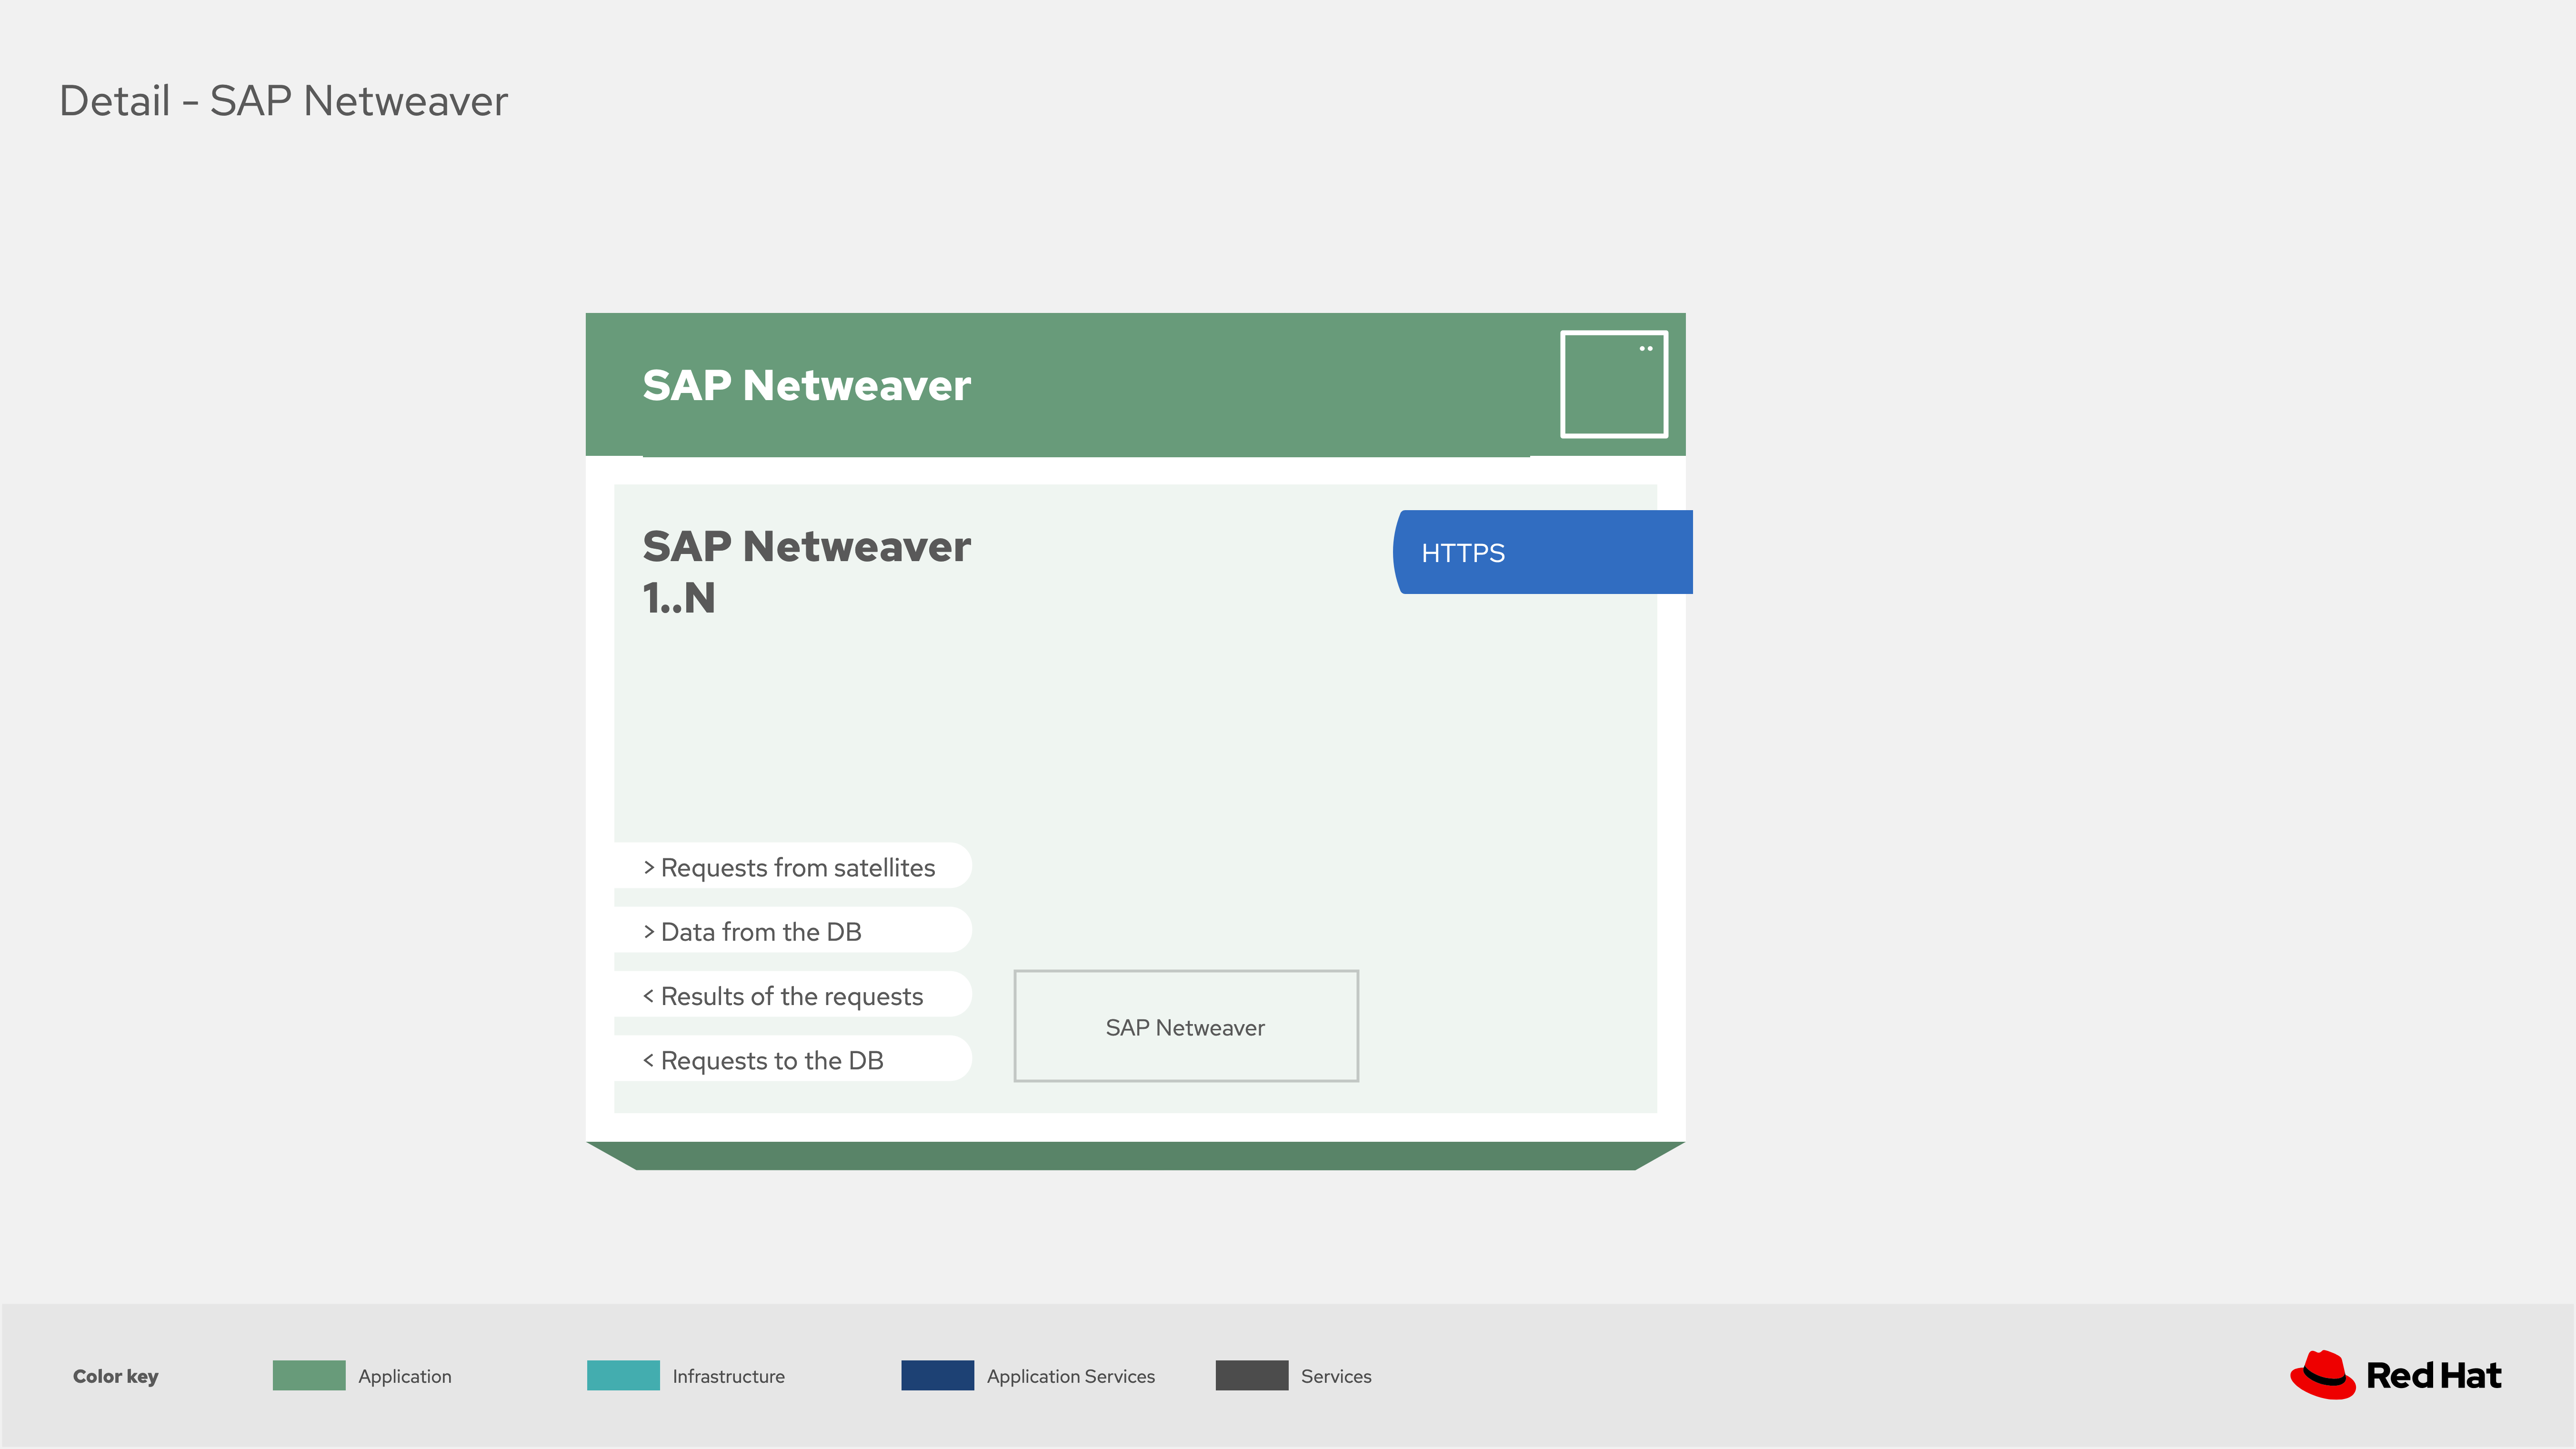 Detail - SAP Netweaver
SAP Netweaver
SAP Netweaver
1..N
HTTPS
> Requests from satellites
> Data from the DB
< Results of the requests
< Requests to the DB
SAP Netweaver
Color key
Application
Infrastructure
Application Services
Services
Red Hat